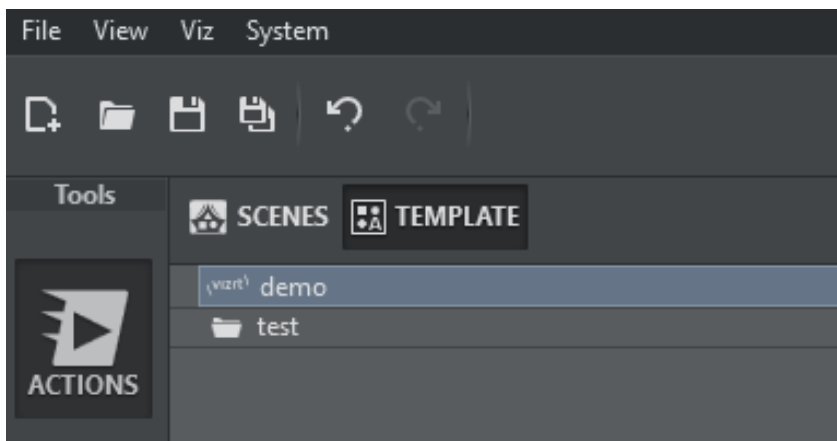 File View Viz System
Tools
SCENES TEMPLATE
vizrt demo
test
ACTIONS